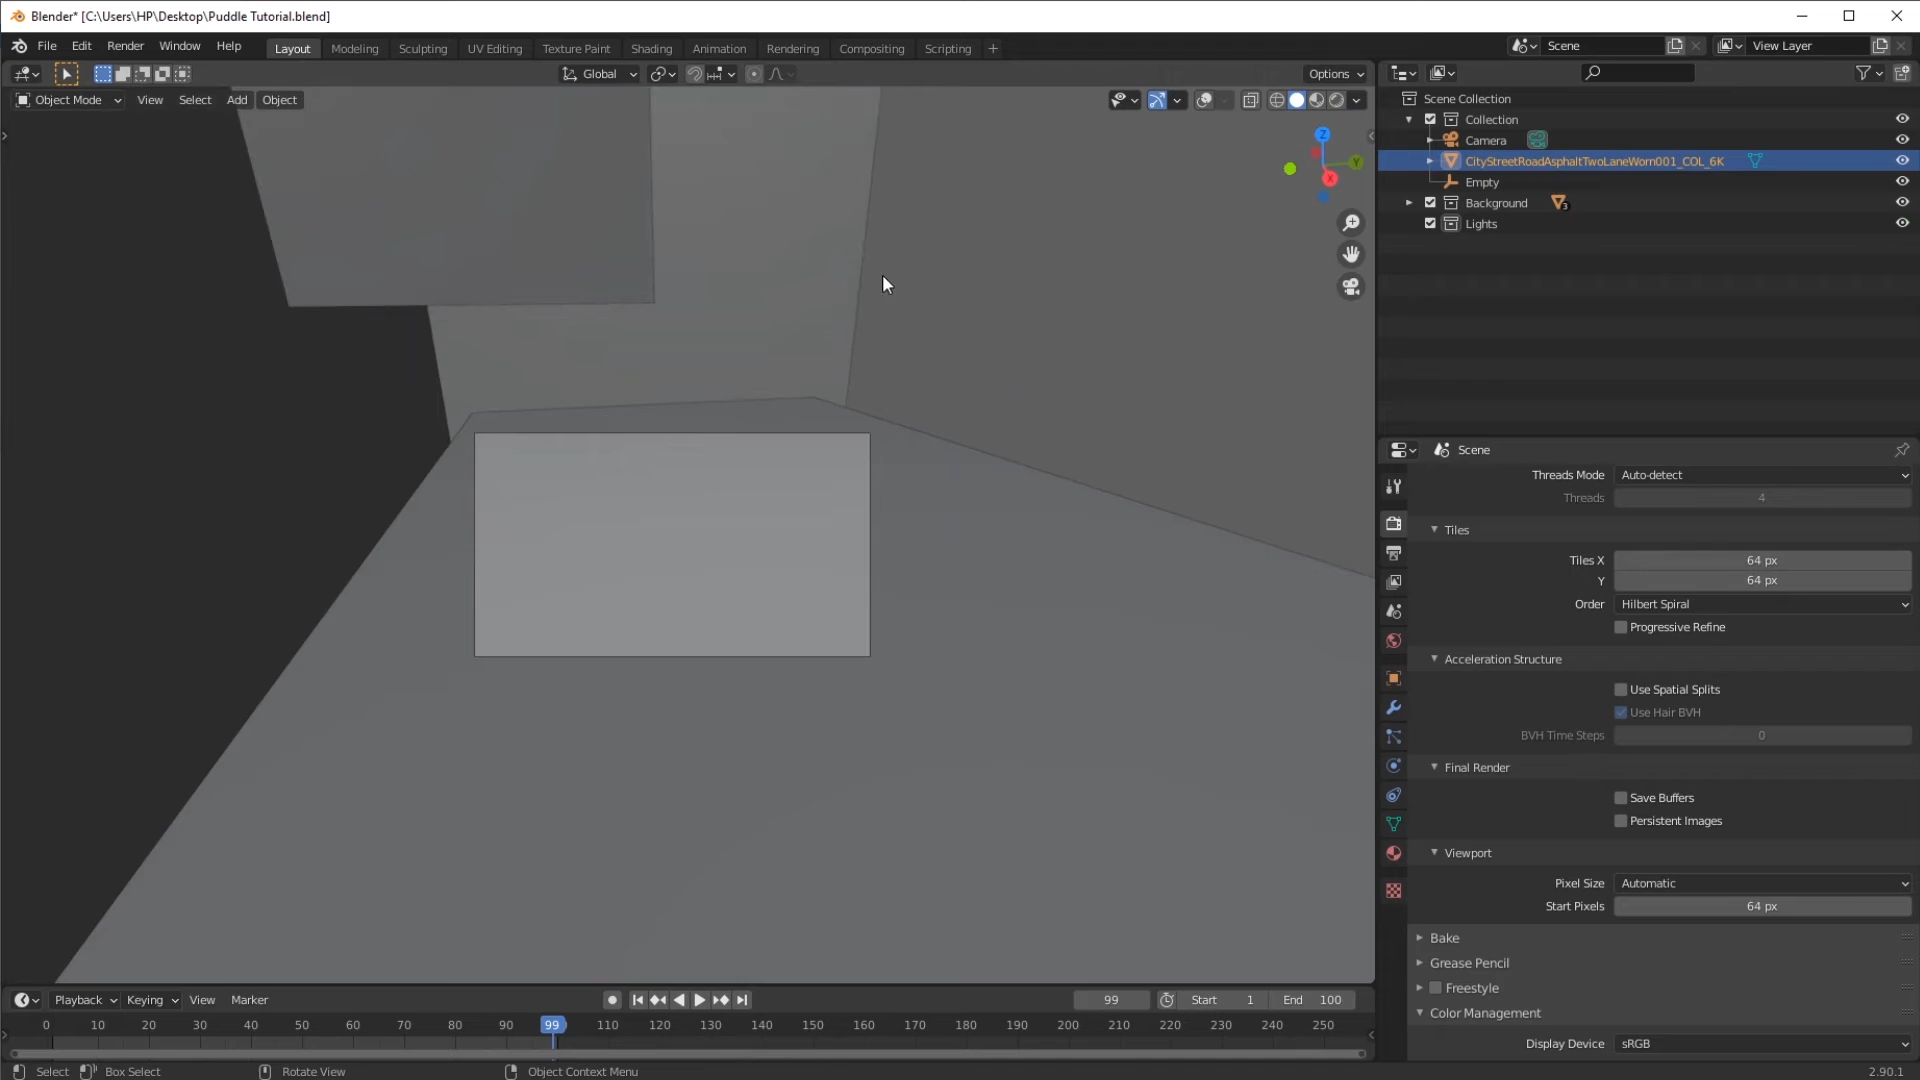 Blender* [C:\Users\HP\Desktop\Puddle Tutorial.blend]
File Edit Render Window Help Layout Modeling Sculpting UV Editing Texture Paint Shading Animation Rendering Compositing Scripting + Scene View Layer
Global Options
Object Mode View Select Add Object
Z
Y
X
Scene Collection
Collection
Camera
CityStreetRoadAsphaltTwoLaneWorn001_COL_6K
Empty
Background 3
Lights
Scene
Threads Mode Auto-detect
Threads 4
Tiles
Tiles X 64 px
Y 64 px
Order Hilbert Spiral
Progressive Refine
Acceleration Structure
Use Spatial Splits
Use Hair BVH
BVH Time Steps 0
Final Render
Save Buffers
Persistent Images
Viewport
Pixel Size Automatic
Start Pixels 64 px
Bake
Grease Pencil
Freestyle
Color Management
Display Device sRGB
Playback Keying View Marker 99 Start 1 End 100
0 10 20 30 40 50 60 70 80 90 99 110 120 130 140 150 160 170 180 190 200 210 220 230 240 250
Select Box Select Rotate View Object Context Menu 2.90.1